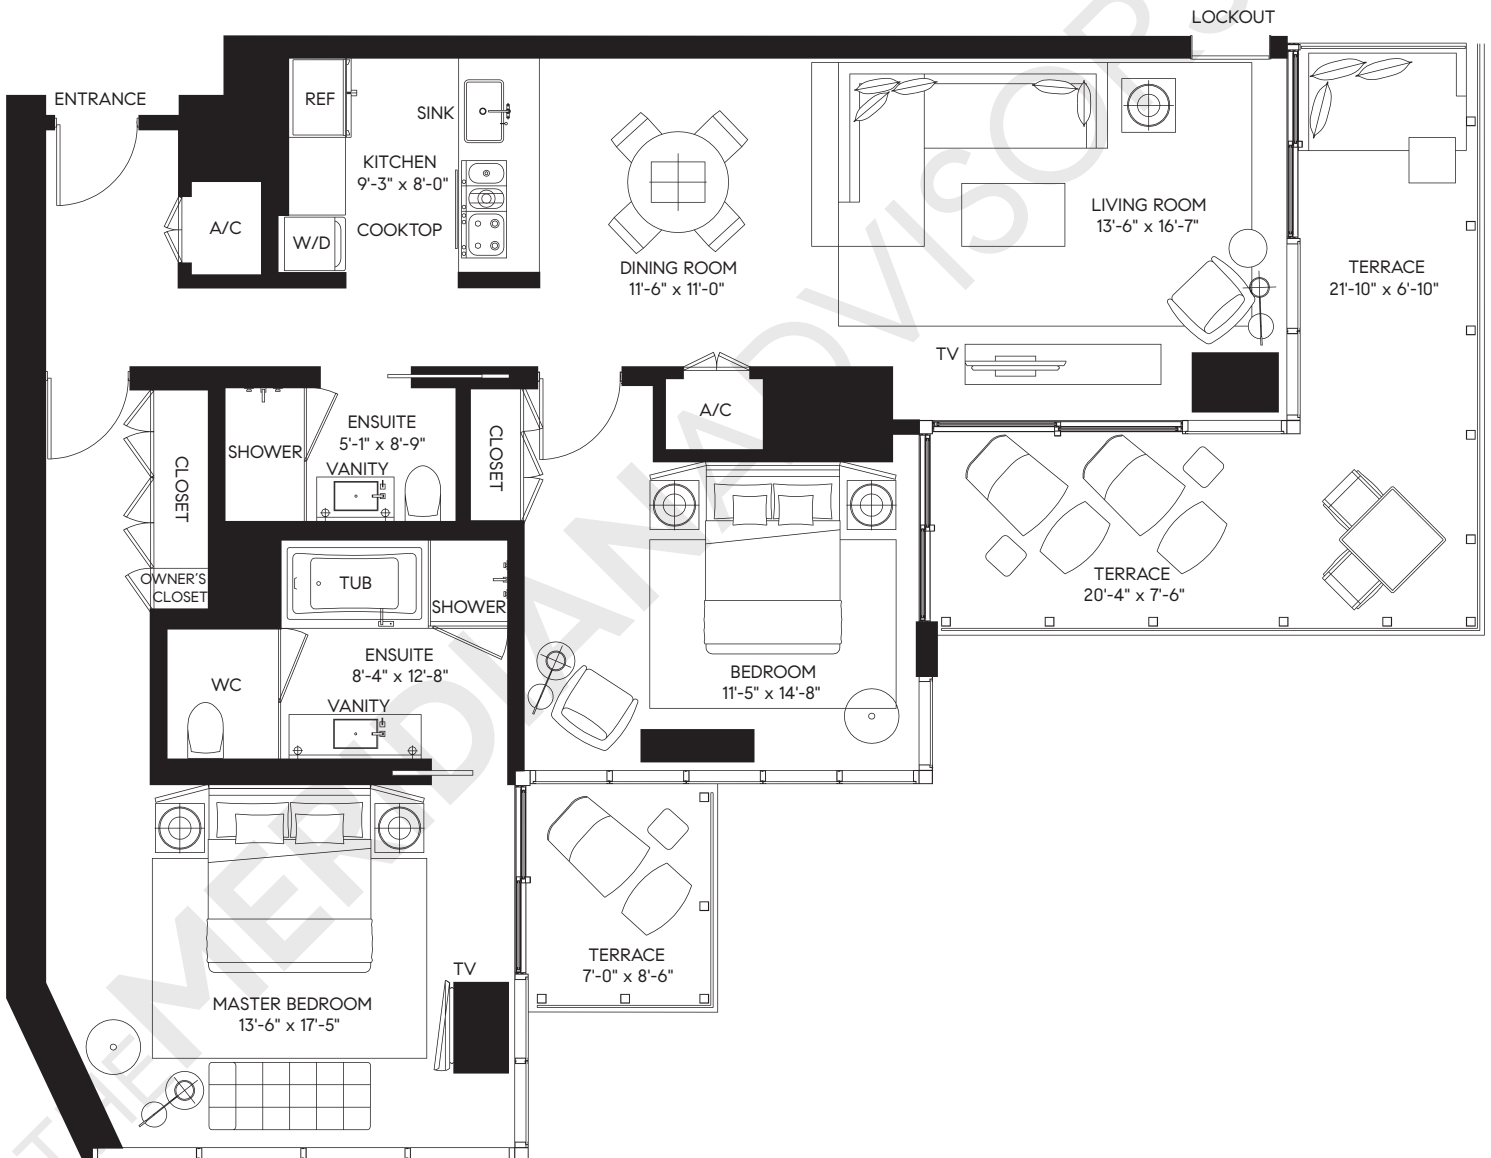 LOCKOUT
ENTRANCE
REF
SINK
KITCHEN
9'-3" x 8'-0"
COOKTOP
A/C
W/D
DINING ROOM
11'-6" x 11'-0"
LIVING ROOM
13'-6" x 16'-7"
TERRACE
21'-10" x 6'-10"
TV
A/C
ENSUITE
5'-1" x 8'-9"
SHOWER
VANITY
CLOSET
CLOSET
OWNER'S
CLOSET
TUB
SHOWER
TERRACE
20'-4" x 7'-6"
ENSUITE
8'-4" x 12'-8"
WC
VANITY
BEDROOM
11'-5" x 14'-8"
TERRACE
7'-0" x 8'-6"
TV
MASTER BEDROOM
13'-6" x 17'-5"
THEMERIDIANADVISORS